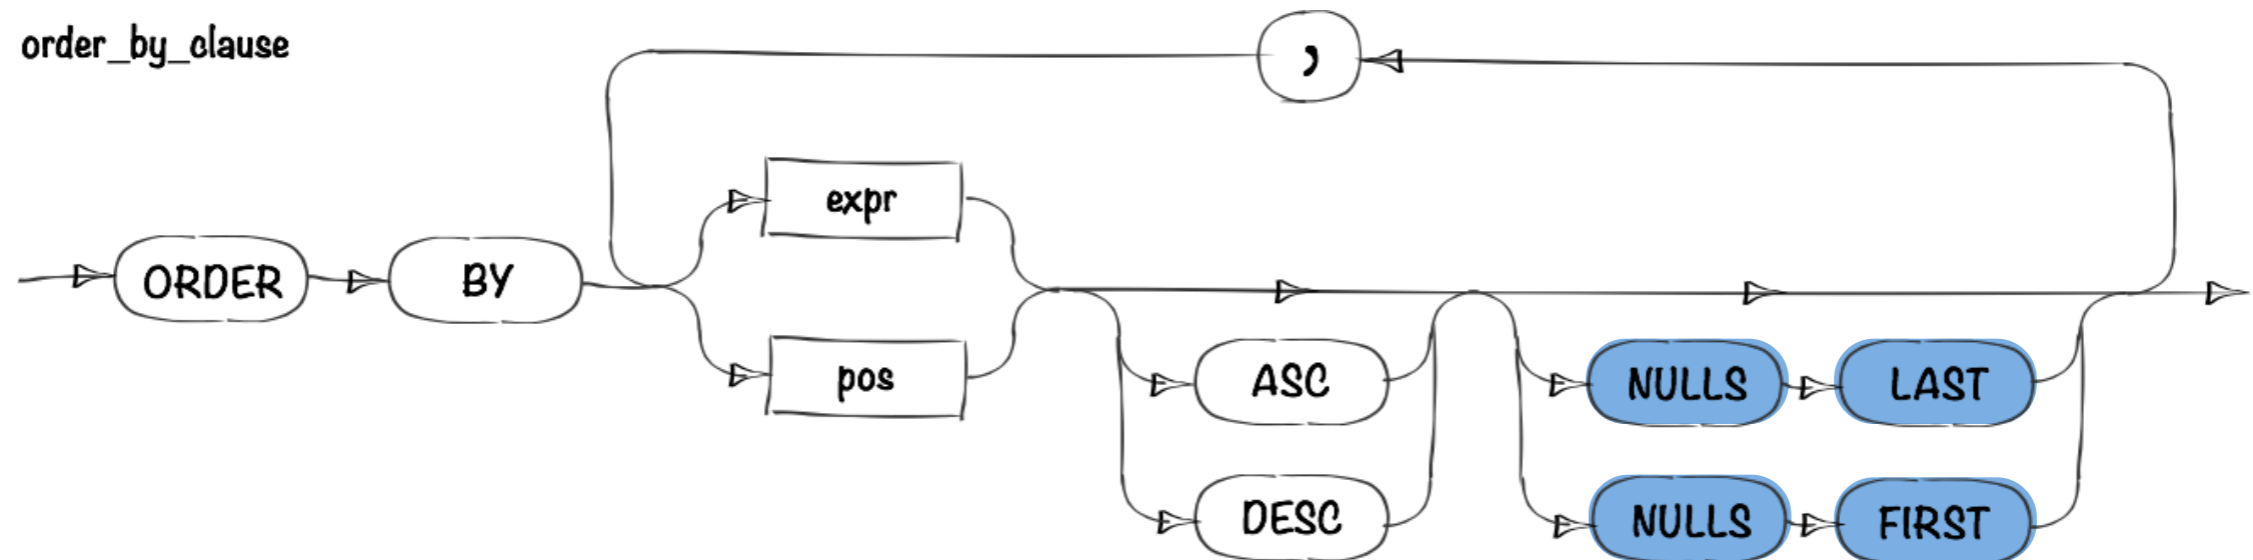 order_by_clause
,
expr
ORDER BY
pos
ASC NULLS LAST
DESC NULLS FIRST